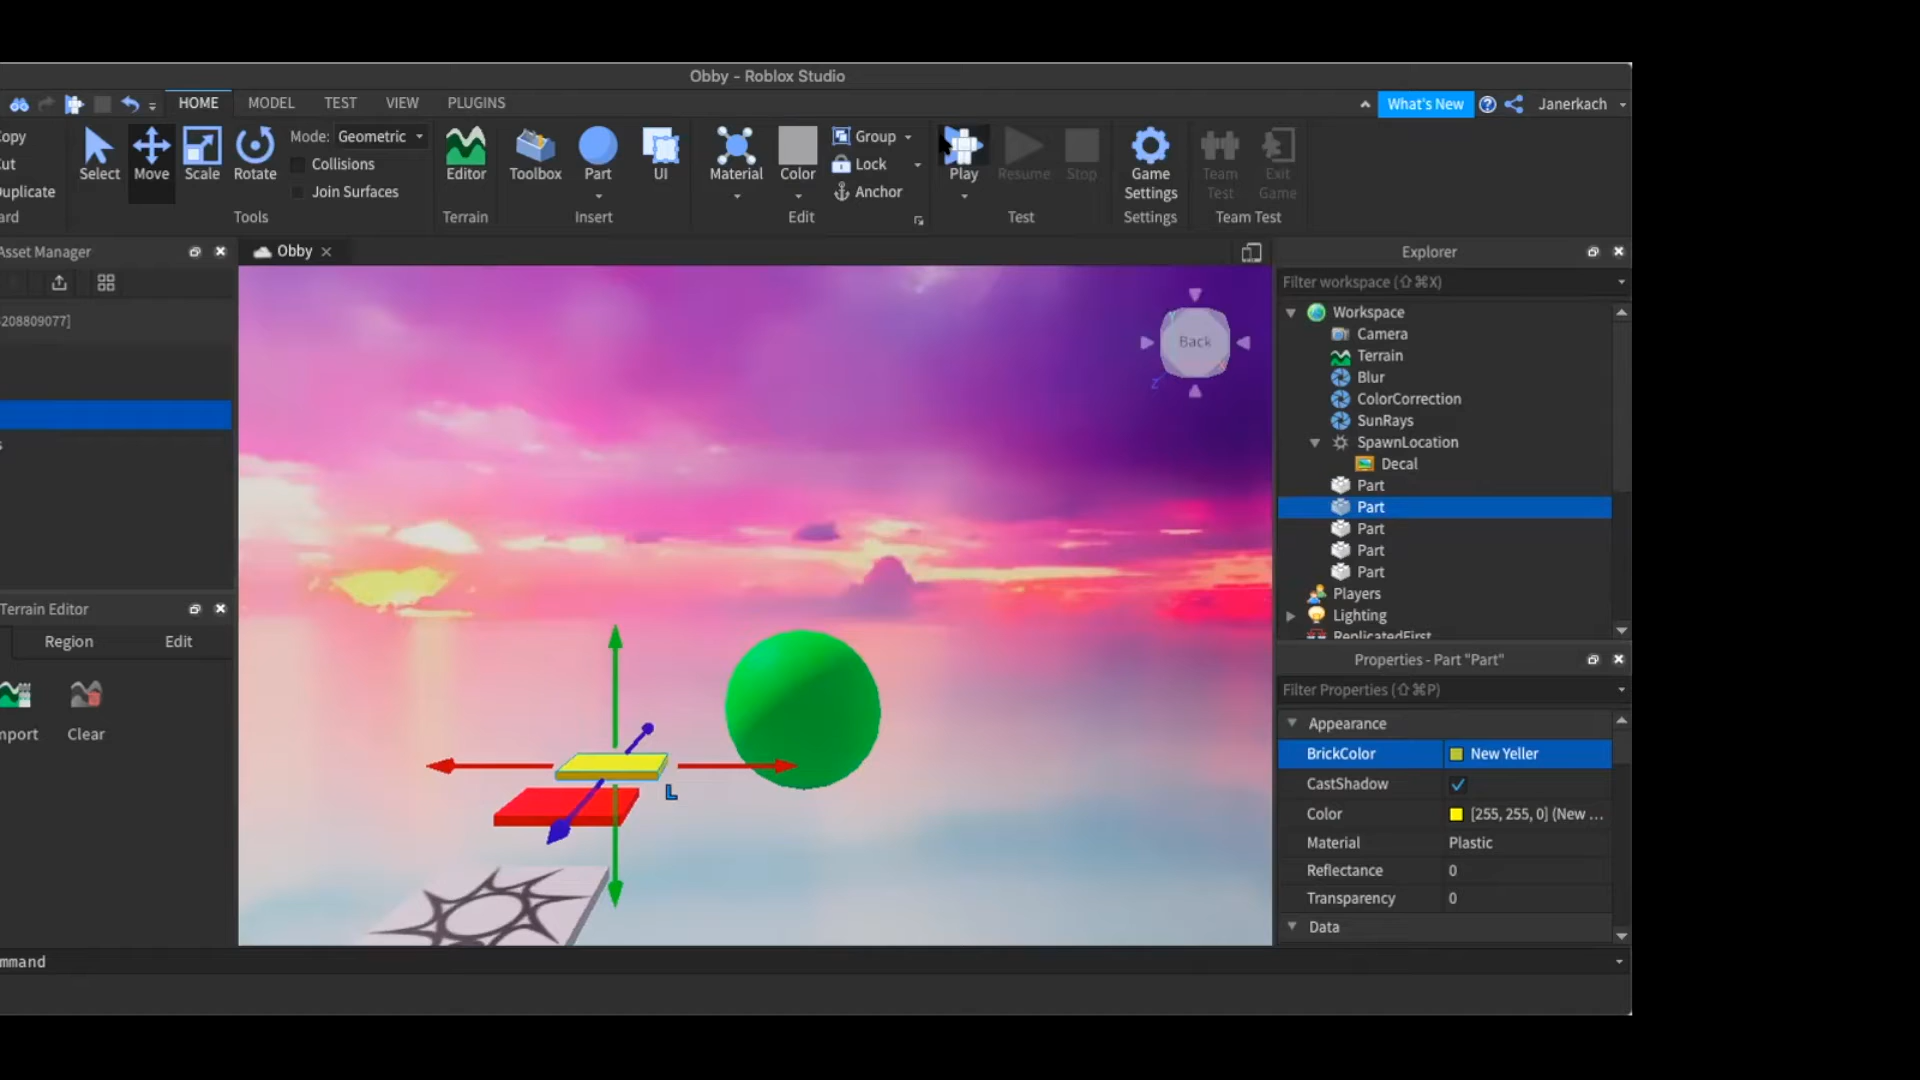 Obby - Roblox Studio
HOME MODEL TEST VIEW PLUGINS What's New Janerkach
opy
ut
uplicate
ard
Select Move Scale Rotate
Mode: Geometric
Collisions
Join Surfaces
Tools
Editor
Terrain
Toolbox Part UI
Insert
Material Color
Group
Lock
Anchor
Edit
Play Resume Stop
Test
Game
Settings
Settings
Team
Test
Exit
Game
Team Test
Asset Manager
208809077]
s
Terrain Editor
Region Edit
mport Clear
Obby
Back
Z
L
Explorer
Filter workspace (⇧⌘X)
Workspace
Camera
Terrain
Blur
ColorCorrection
SunRays
SpawnLocation
Decal
Part
Part
Part
Part
Part
Players
Lighting
ReplicatedFirst
Properties - Part "Part"
Filter Properties (⇧⌘P)
Appearance
BrickColor New Yeller
CastShadow
Color [255, 255, 0] (New ...
Material Plastic
Reflectance 0
Transparency 0
Data
mmand